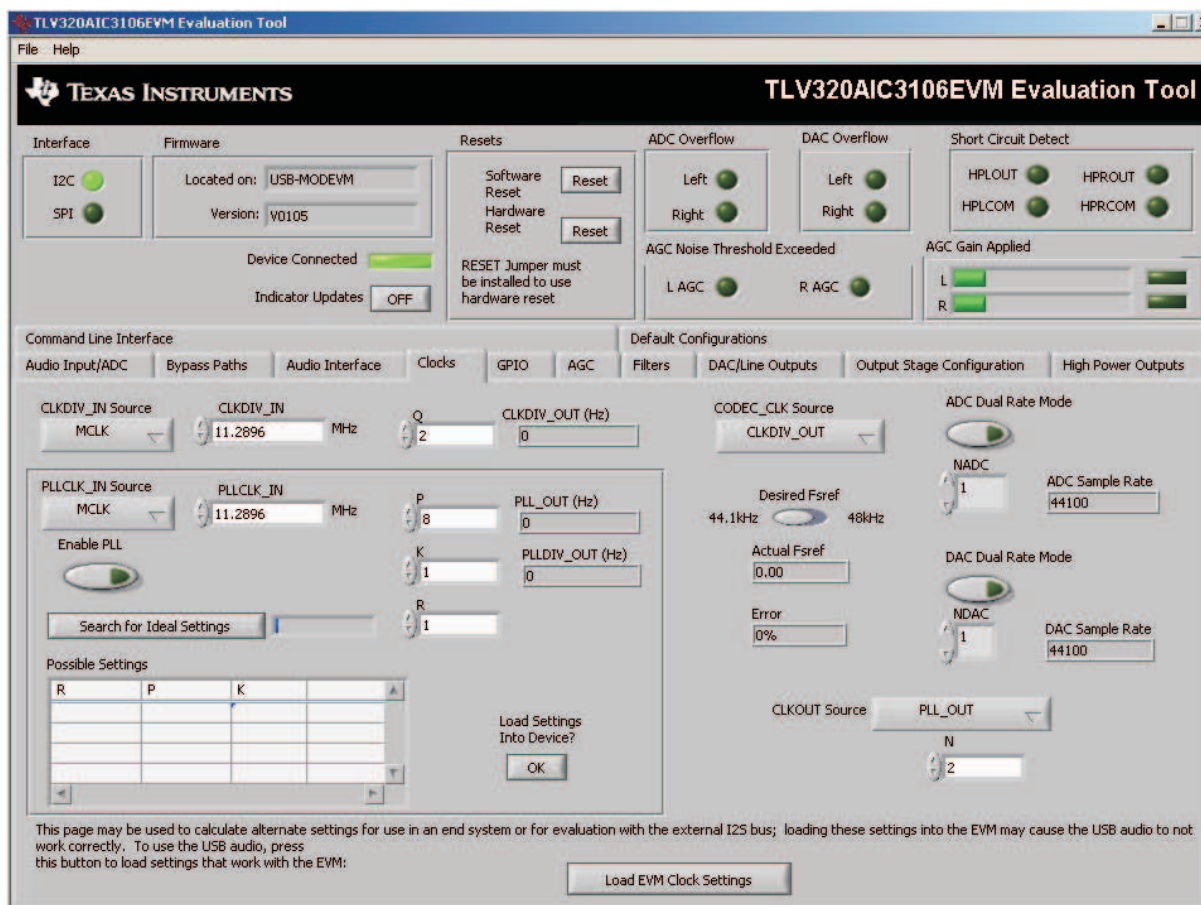 TLV320AIC3106EVM Evaluation Tool
File Help
TEXAS INSTRUMENTS
TLV320AIC3106EVM Evaluation Tool
Interface
I2C
SPI
Firmware
Located on: USB-MODEVM
Version: V0105
Device Connected
Indicator Updates OFF
Resets
Software Reset Reset
Hardware Reset Reset
RESET Jumper must
be installed to use
hardware reset
ADC Overflow
Left
Right
DAC Overflow
Left
Right
Short Circuit Detect
HPLOUT HPROUT
HPLCOM HPRCOM
AGC Noise Threshold Exceeded
L AGC R AGC
AGC Gain Applied
L
R
Command Line Interface Default Configurations
Audio Input/ADC Bypass Paths Audio Interface Clocks GPIO AGC Filters DAC/Line Outputs Output Stage Configuration High Power Outputs
CLKDIV_IN Source
MCLK
CLKDIV_IN
11.2896 MHz
Q
2
CLKDIV_OUT (Hz)
0
PLLCLK_IN Source
MCLK
PLLCLK_IN
11.2896 MHz
P
8
PLL_OUT (Hz)
0
Enable PLL
K
1
PLLDIV_OUT (Hz)
0
R
1
Search for Ideal Settings
Possible Settings
R P K
Load Settings
Into Device?
OK
CODEC_CLK Source
CLKDIV_OUT
ADC Dual Rate Mode
NADC
1
ADC Sample Rate
44100
Desired Fsref
44.1kHz 48kHz
Actual Fsref
0.00
Error
0%
DAC Dual Rate Mode
NDAC
1
DAC Sample Rate
44100
CLKOUT Source PLL_OUT
N
2
This page may be used to calculate alternate settings for use in an end system or for evaluation with the external I2S bus; loading these settings into the EVM may cause the USB audio to not
work correctly. To use the USB audio, press
this button to load settings that work with the EVM:
Load EVM Clock Settings